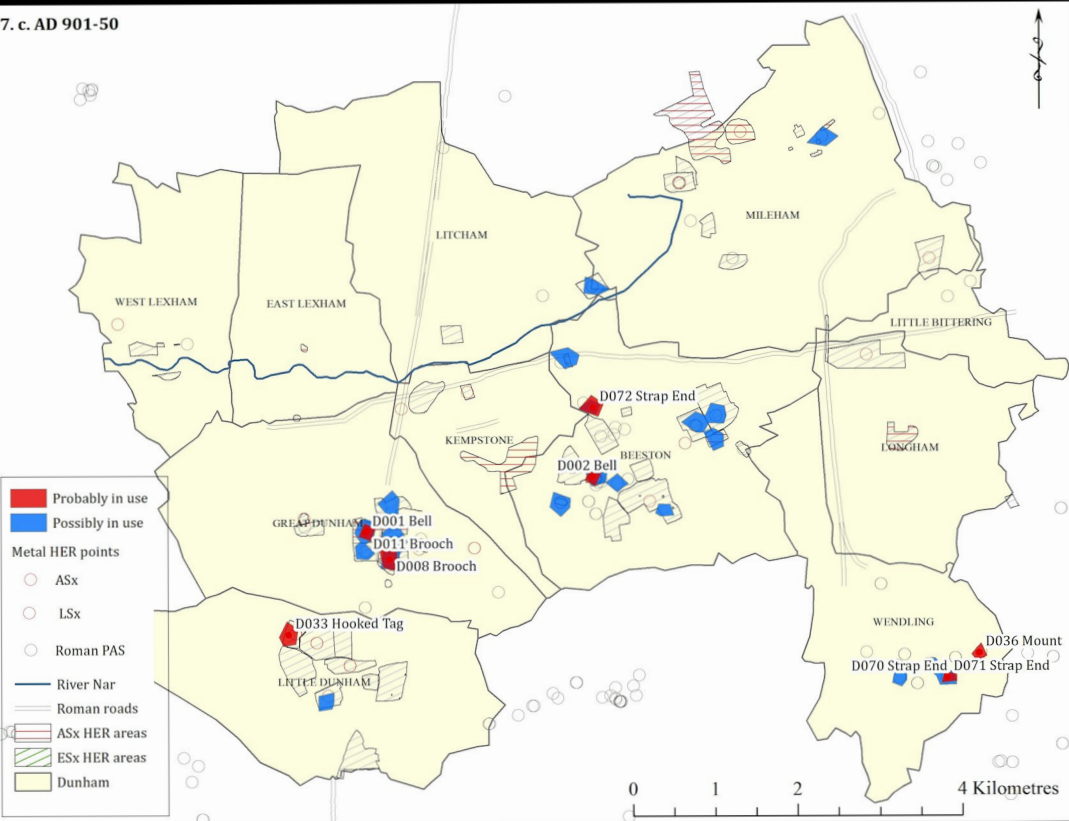 7. c. AD 901-50
MILEHAM
LITCHAM
WEST LEXHAM
EAST LEXHAM
LITTLE BITTERING
D072 Strap End
KEMPSTONE
BEESTON
LONGHAM
D002 Bell
GREAT DUNHAM
D001 Bell
D011 Brooch
D008 Brooch
D033 Hooked Tag
LITTLE DUNHAM
WENDLING
D036 Mount
D070 Strap End
D071 Strap End
Probably in use
Possibly in use
Metal HER points
ASx
LSx
Roman PAS
River Nar
Roman roads
ASx HER areas
ESx HER areas
Dunham
0 1 2 4 Kilometres